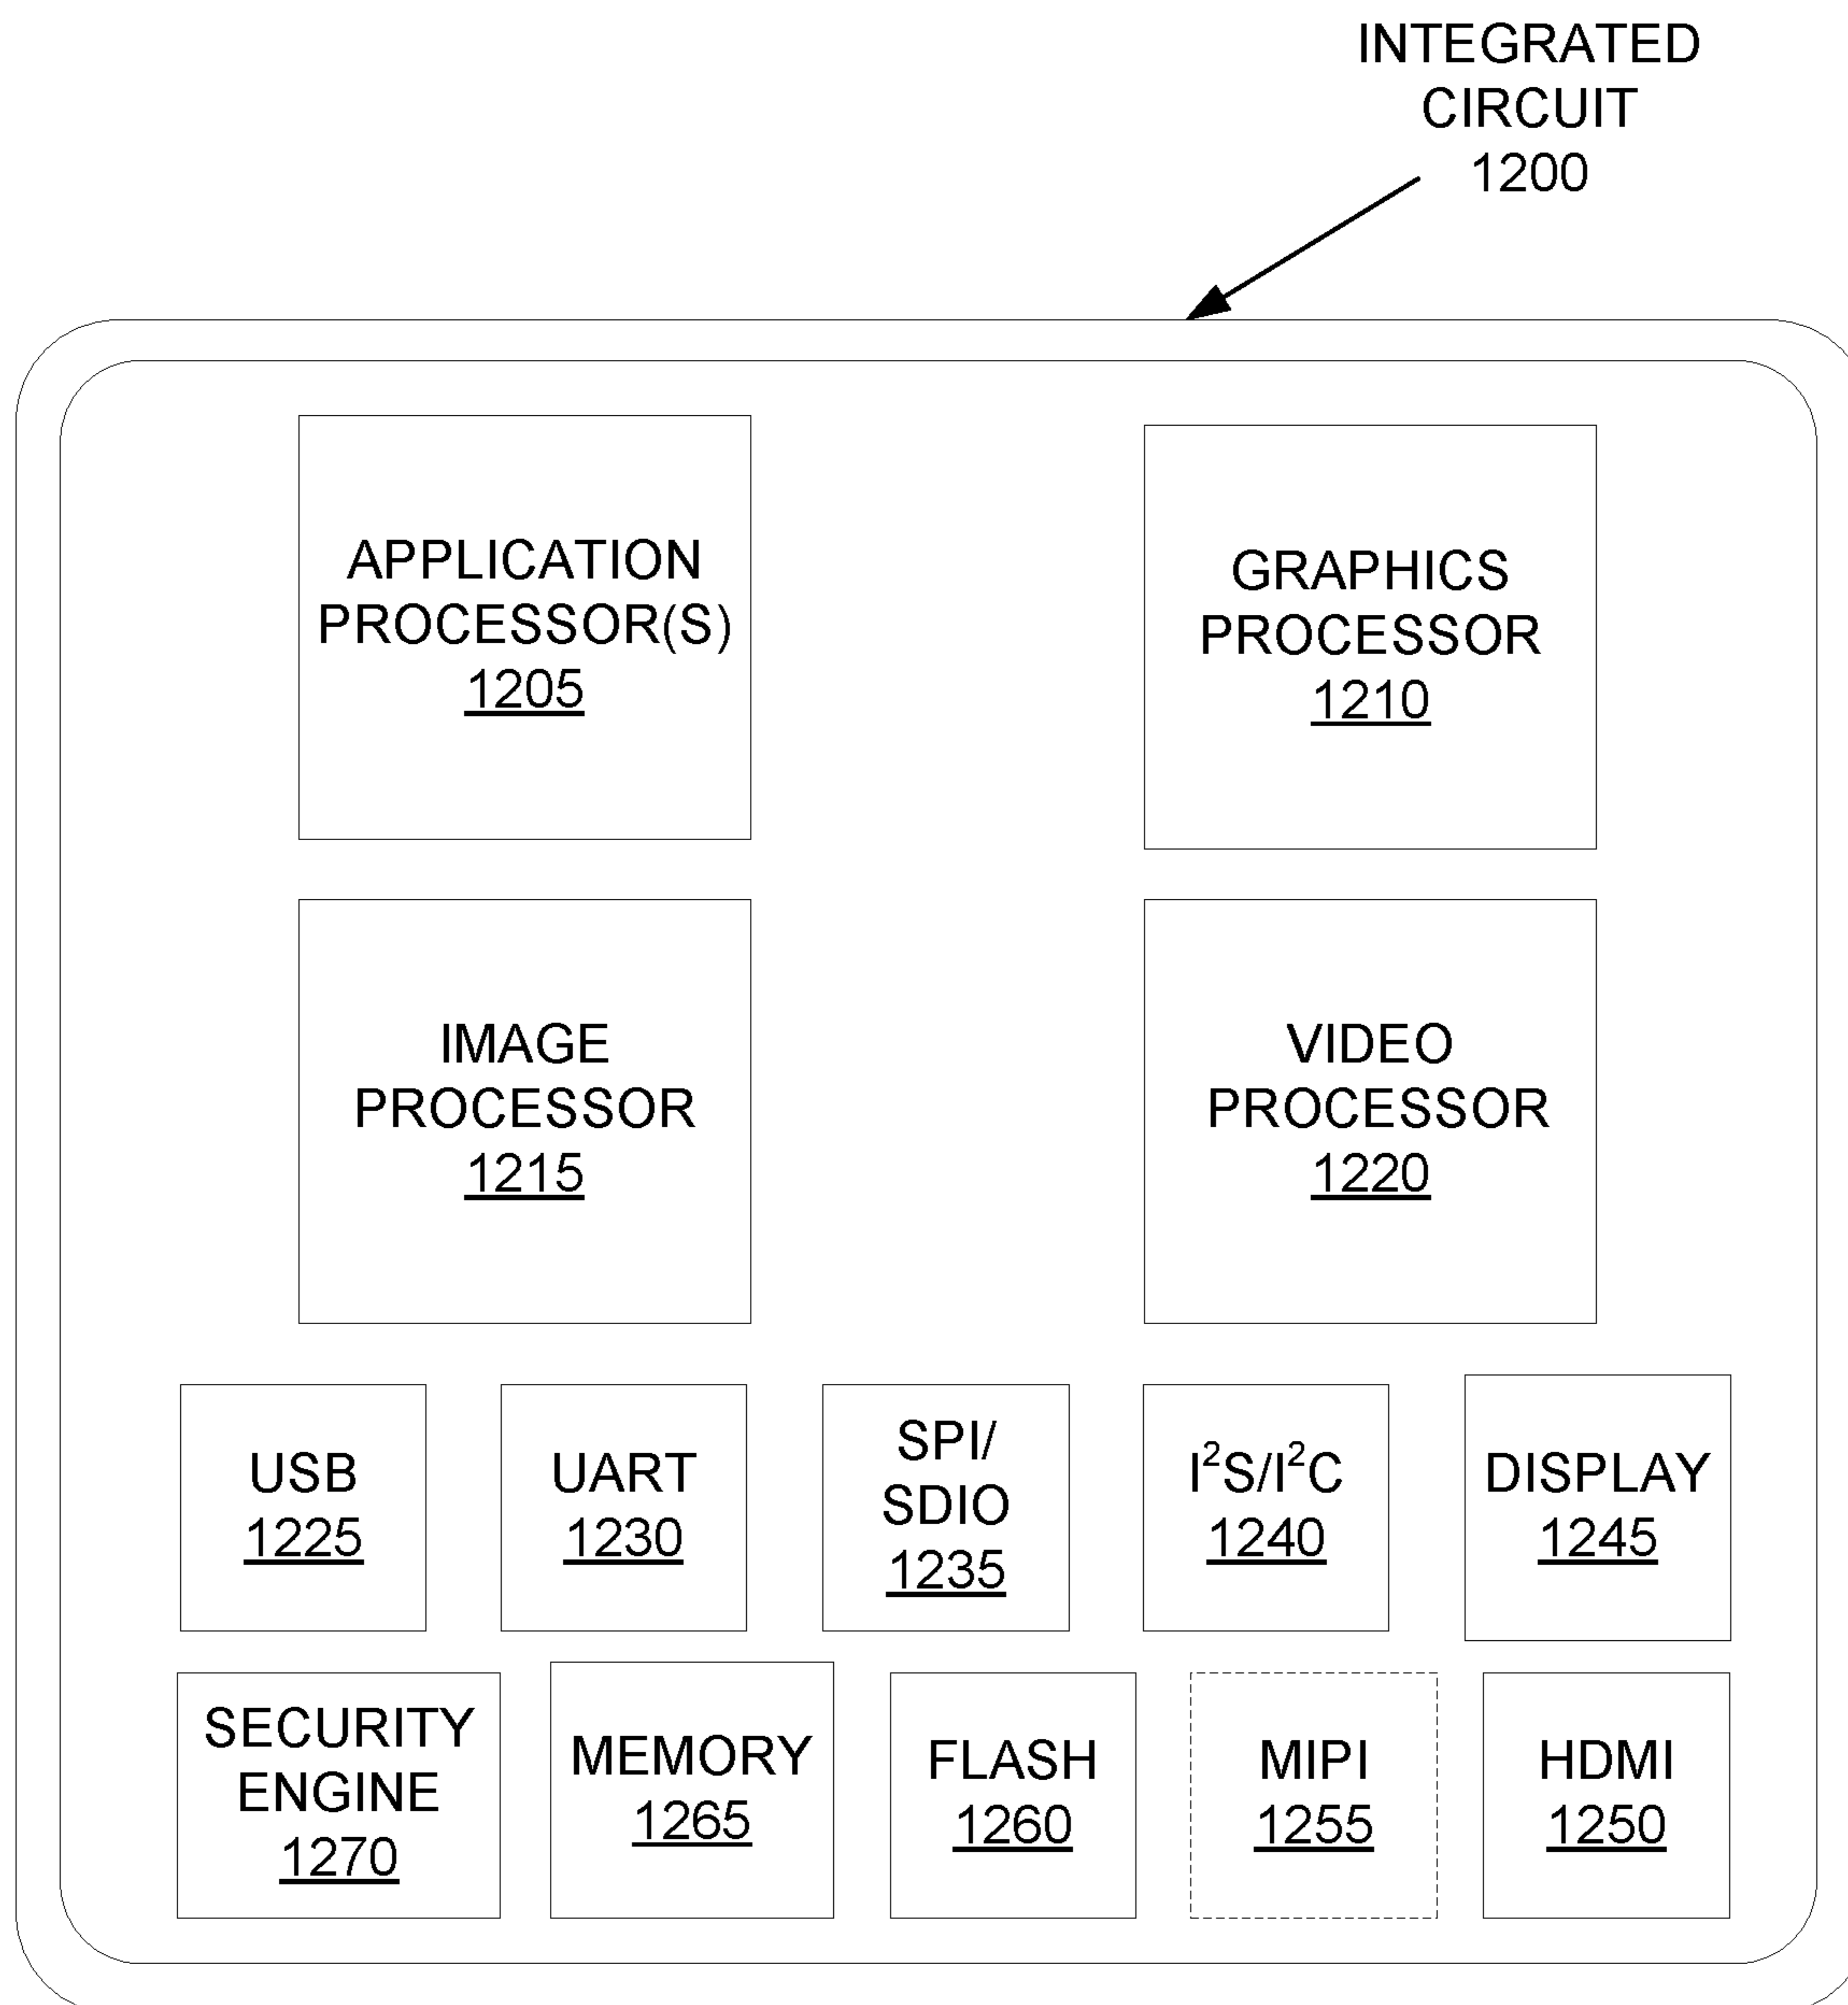 INTEGRATED
CIRCUIT
1200
APPLICATION
PROCESSOR(S)
1205
GRAPHICS
PROCESSOR
1210
IMAGE
PROCESSOR
1215
VIDEO
PROCESSOR
1220
USB
1225
UART
1230
SPI/
SDIO
1235
I²S/I²C
1240
DISPLAY
1245
SECURITY
ENGINE
1270
MEMORY
1265
FLASH
1260
MIPI
1255
HDMI
1250